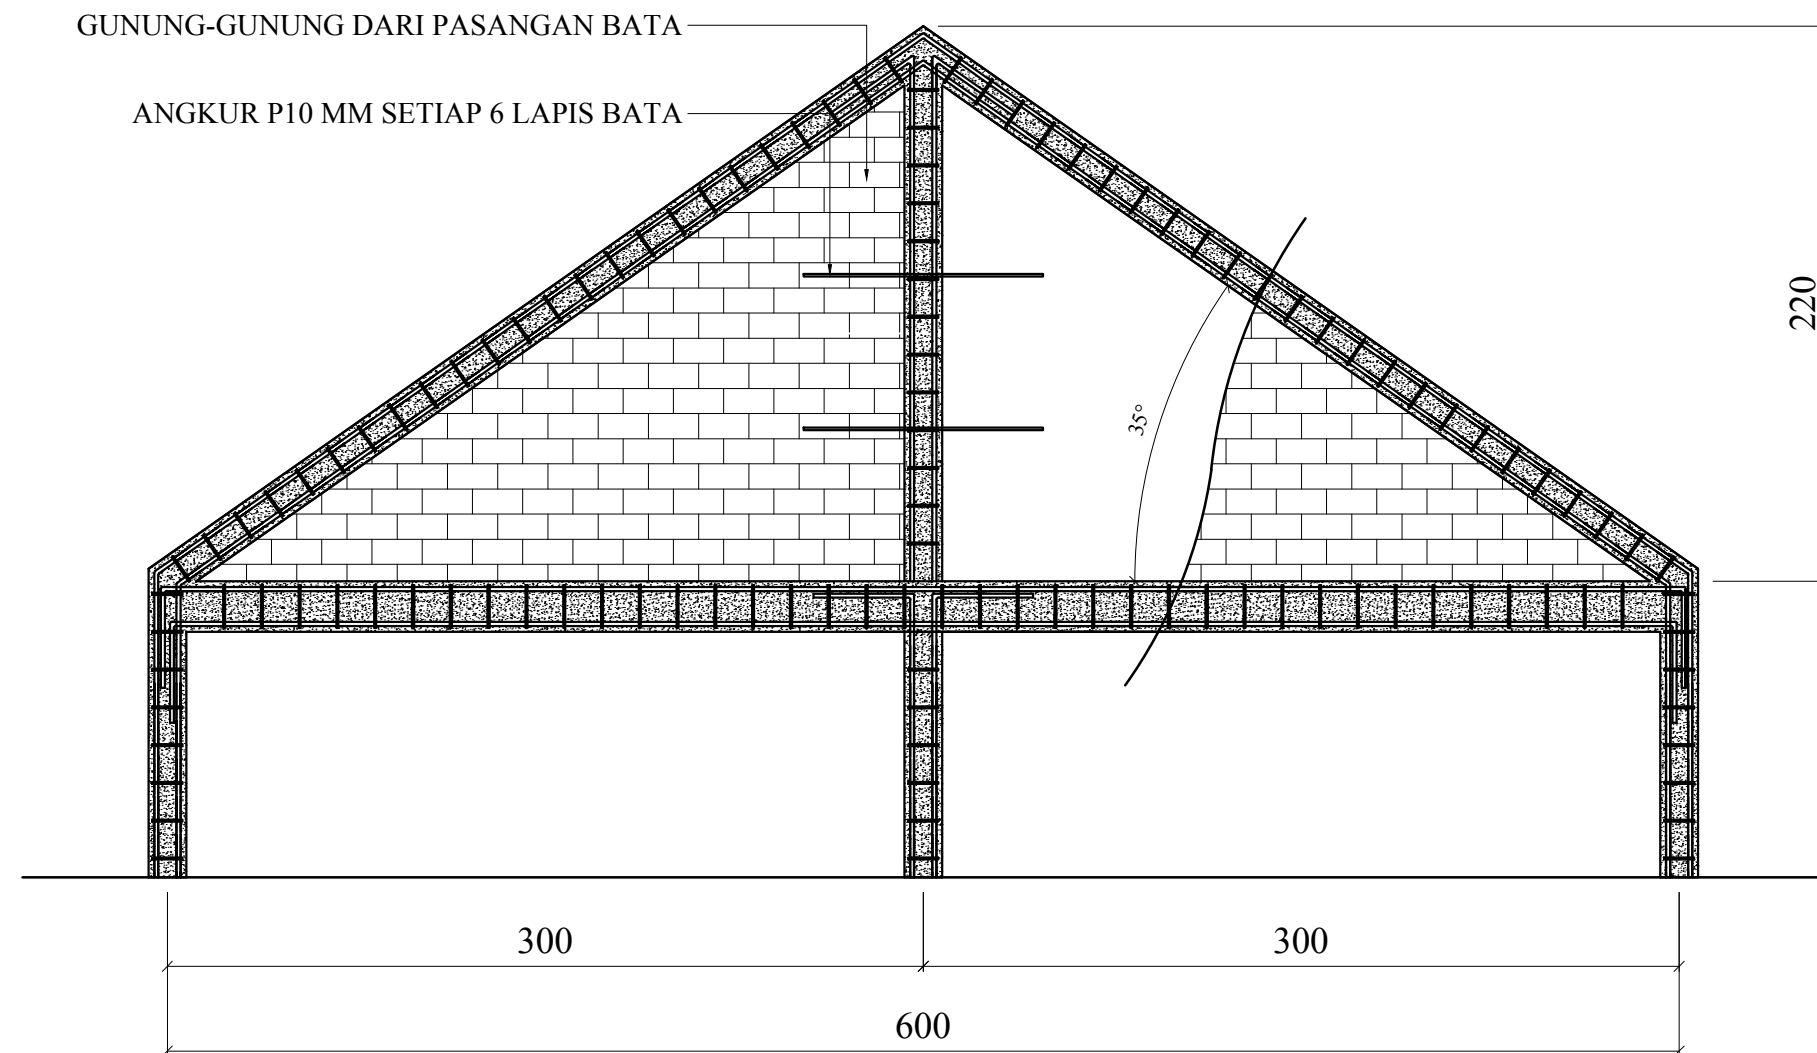 GUNUNG-GUNUNG DARI PASANGAN BATA
ANGKUR P10 MM SETIAP 6 LAPIS BATA
220
35°
300
300
600